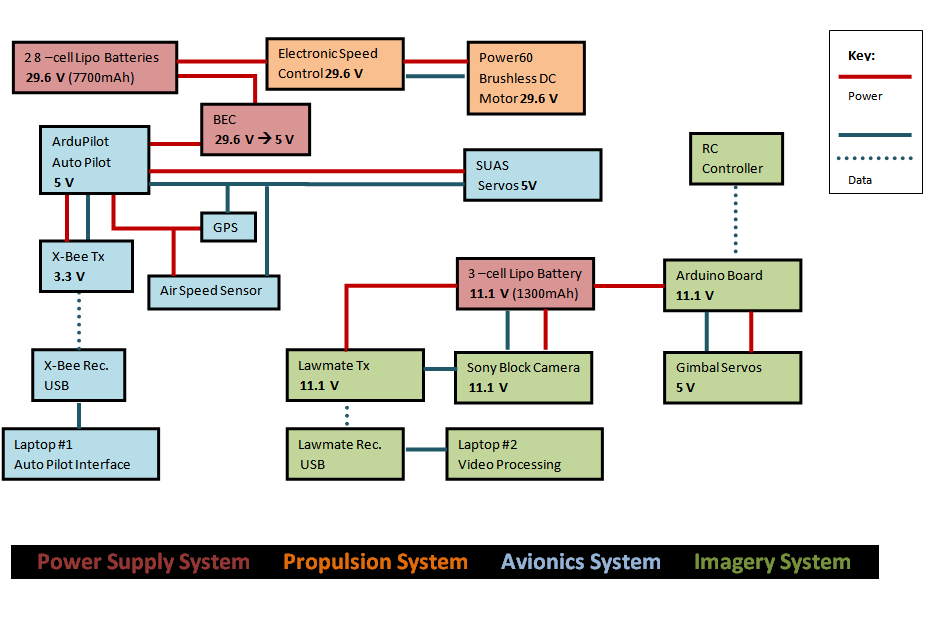 2 8 –cell Lipo Batteries
29.6 V (7700mAh)
Electronic Speed
Control 29.6 V
Power60
Brushless DC
Motor 29.6 V
Key:
Power
Data
BEC
29.6 V → 5 V
ArduPilot
Auto Pilot
5 V
SUAS
Servos 5V
RC
Controller
GPS
X-Bee Tx
3.3 V
Air Speed Sensor
3 –cell Lipo Battery
11.1 V (1300mAh)
Arduino Board
11.1 V
X-Bee Rec.
USB
Lawmate Tx
11.1 V
Sony Block Camera
11.1 V
Gimbal Servos
5 V
Laptop #1
Auto Pilot Interface
Lawmate Rec.
USB
Laptop #2
Video Processing
Power Supply System Propulsion System Avionics System Imagery System